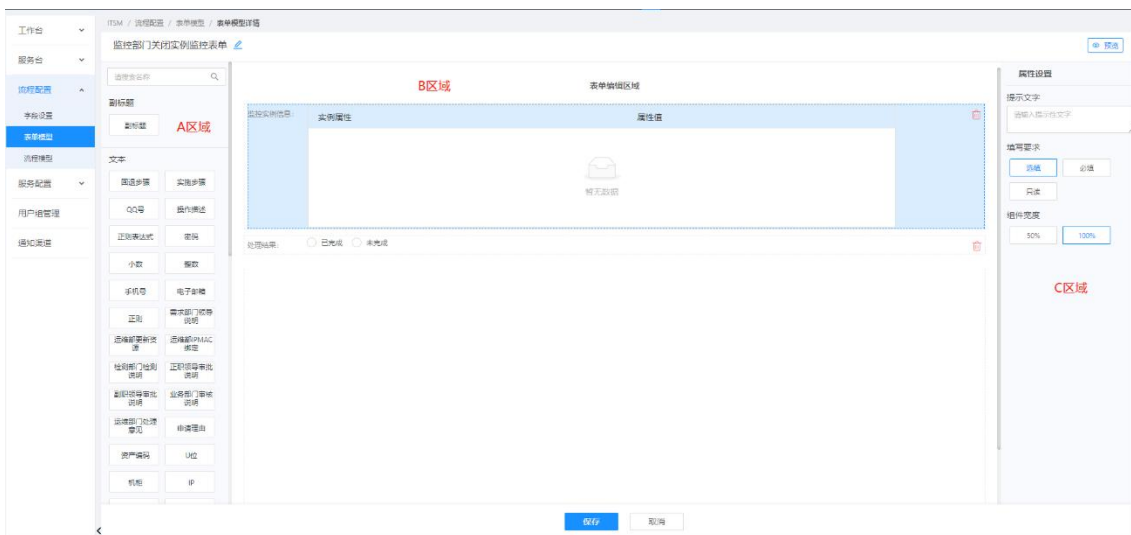 ITSM / 流程配置 / 表单模型 / 表单模型详情
工作台
服务台
流程配置
字段设置
表单模型
流程模型
服务配置
用户组管理
通知渠道
监控部门关闭实例监控表单
预览
请搜索名称
副标题
副标题
A区域
文本
回退步骤 实施步骤
QQ号 操作描述
正则表达式 密码
小数 整数
手机号 电子邮箱
正则 需求部门领导说明
运维部更新资源 运维部IPMAC绑定
检测部门检测说明 正职领导审批说明
副职领导审批说明 业务部门审核说明
运维部门处理意见 申请理由
资产编码 U位
机柜 IP
B区域
表单编辑区域
监控实例信息:
实例属性 属性值
暂无数据
处理结果: 已完成 未完成
属性设置
提示文字
请输入提示性文字
填写要求
选填 必填
只读
组件宽度
50% 100%
C区域
保存 取消